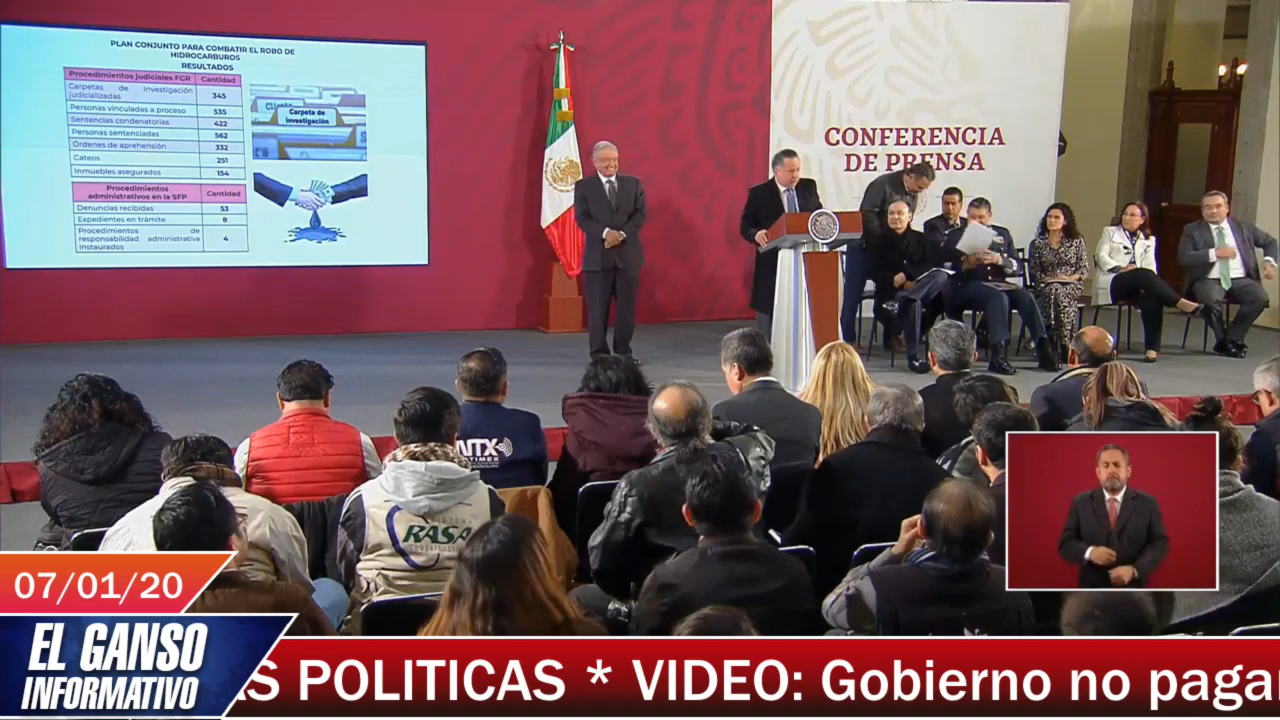 PLAN CONJUNTO PARA COMBATIR EL ROBO DE
HIDROCARBUROS
RESULTADOS
Procedimientos judiciales FGR Cantidad
Carpetas de investigación
judicializadas 345
Personas vinculadas a proceso 535
Sentencias condenatorias 422
Personas sentenciadas 562
Ordenes de aprehensión 332
Cateos 251
Inmuebles asegurados 154
Procedimientos
administrativos en la SFP Cantidad
Denuncias recibidas 53
Expedientes en trámite 8
Procedimientos de
responsabilidad administrativa
instaurados 4
Carpeta de
investigación
CONFERENCIA
DE PRENSA
NTX
RASA
07/01/20
EL GANSO
INFORMATIVO
AS POLITICAS * VIDEO: Gobierno no paga